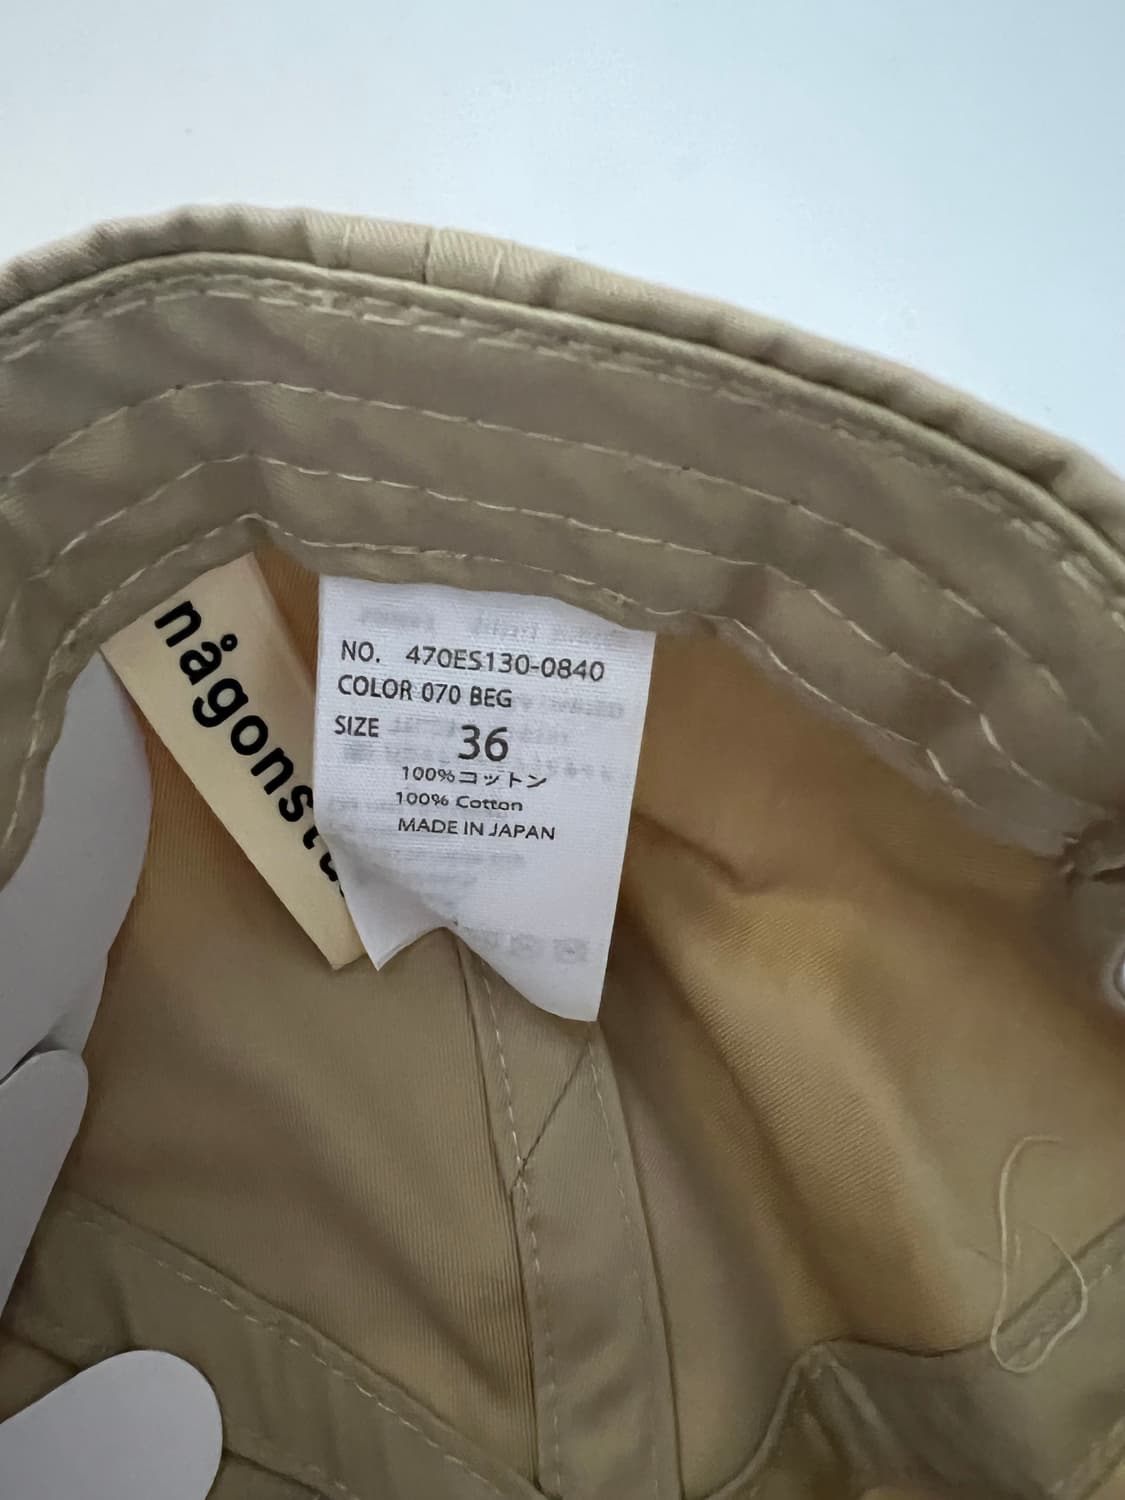 någonst
NO. 470ES130-0840
COLOR 070 BEG
SIZE 36
100%コットン
100% Cotton
MADE IN JAPAN